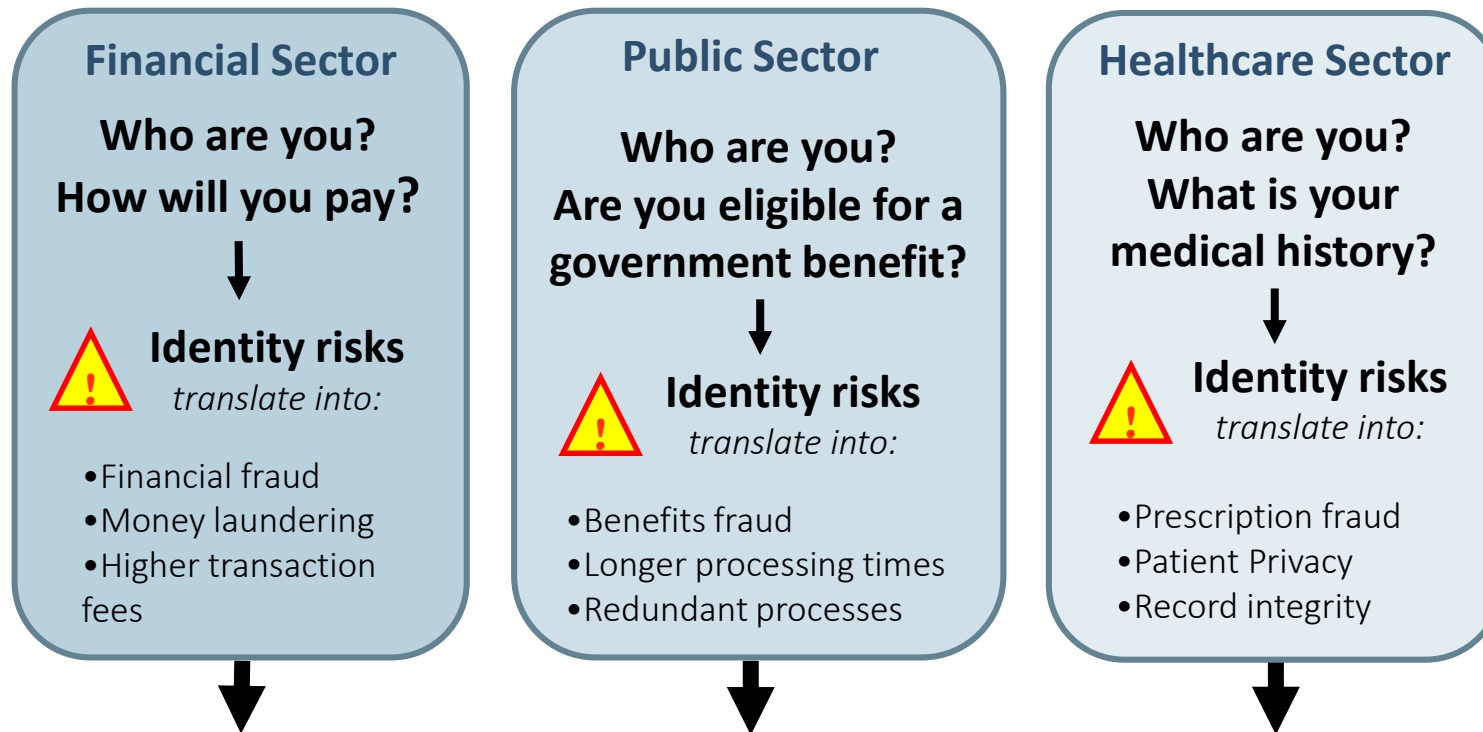 Financial Sector
Who are you?
How will you pay?
!
Identity risks
translate into:
•Financial fraud
•Money laundering
•Higher transaction
fees
Public Sector
Who are you?
Are you eligible for a
government benefit?
!
Identity risks
translate into:
•Benefits fraud
•Longer processing times
•Redundant processes
Healthcare Sector
Who are you?
What is your
medical history?
!
Identity risks
translate into:
•Prescription fraud
•Patient Privacy
•Record integrity